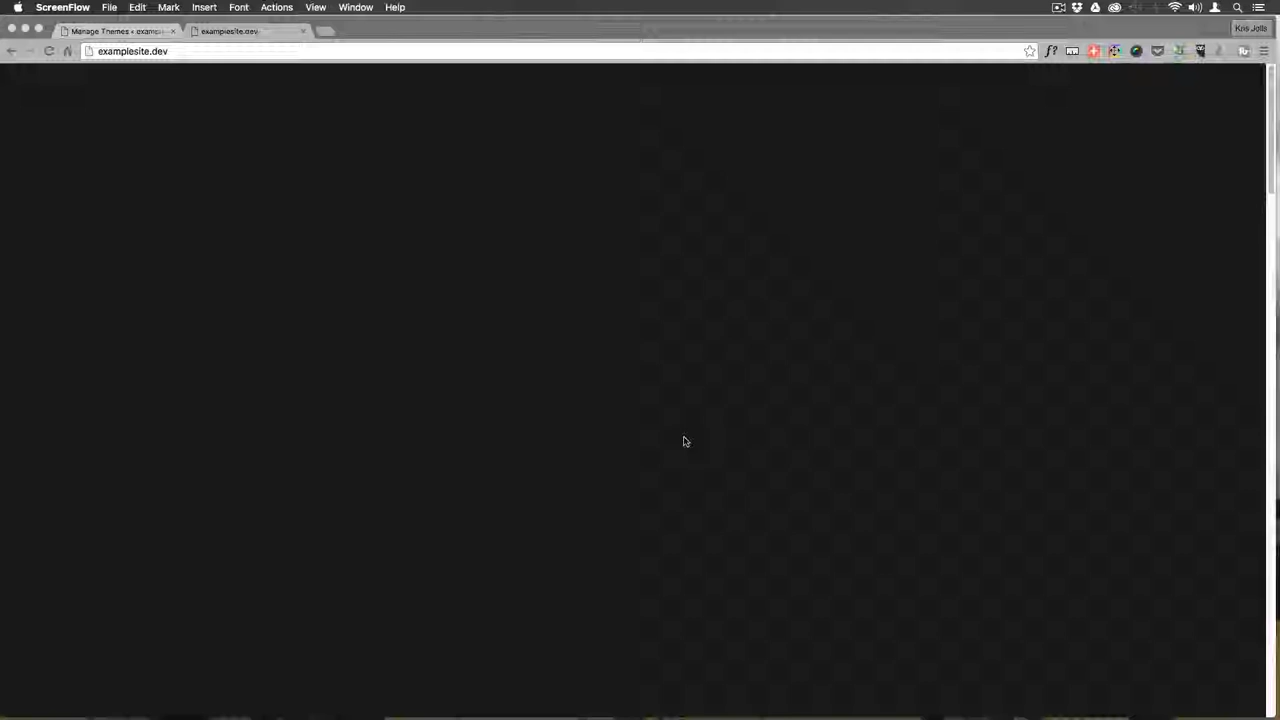 ScreenFlow File Edit Mark Insert Font Actions View Window Help
Manage Themes ‹ exampl examplesite.dev Kris Jolls
examplesite.dev f?